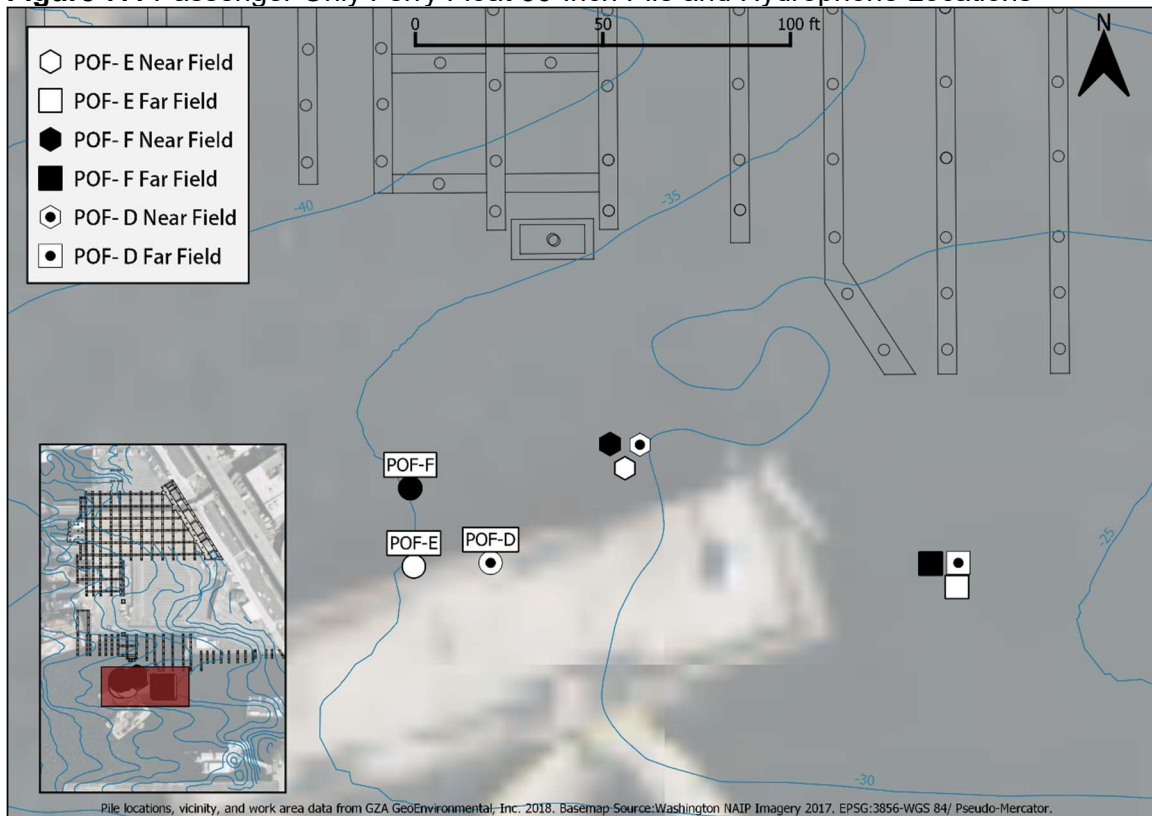 Passenger Only Ferry Float Pile and Hydrophone Locations
0 50 100 ft
N
POF- E Near Field
POF- E Far Field
POF- F Near Field
POF- F Far Field
POF- D Near Field
POF- D Far Field
-40
-35
POF-F
POF-E
POF-D
-25
-30
Pile locations, vicinity, and work area data from GZA GeoEnvironmental, Inc. 2018. Basemap Source:Washington NAIP Imagery 2017. EPSG:3856-WGS 84/ Pseudo-Mercator.